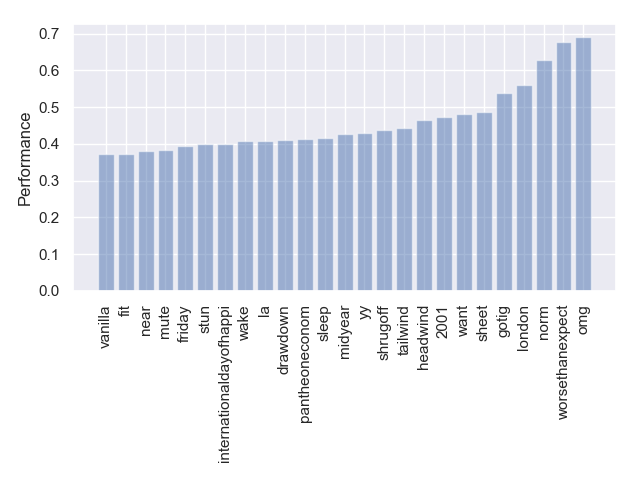 0.7
0.6
0.5
0.4
0.3
0.2
0.1
0.0
Performance
vanilla
fit
near
mute
friday
stun
internationaldayofhappi
wake
la
drawdown
pantheoneconom
sleep
midyear
yy
shrugoff
tailwind
headwind
2001
want
sheet
gotig
london
norm
worsethanexpect
omg